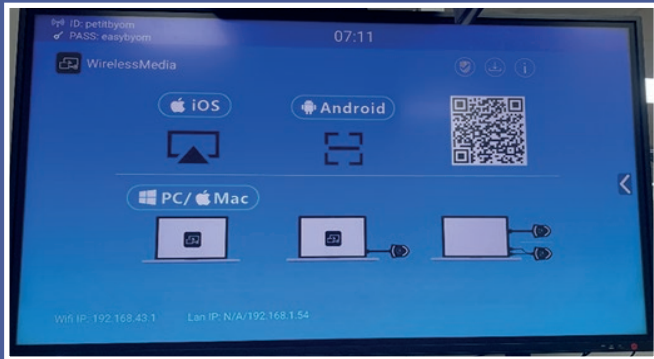 ID: petitbyom
PASS: easybyom
07:11
WirelessMedia
iOS
Android
PC/ Mac
Wifi IP: 192.168.43.1
Lan IP: N/A/192.168.1.54